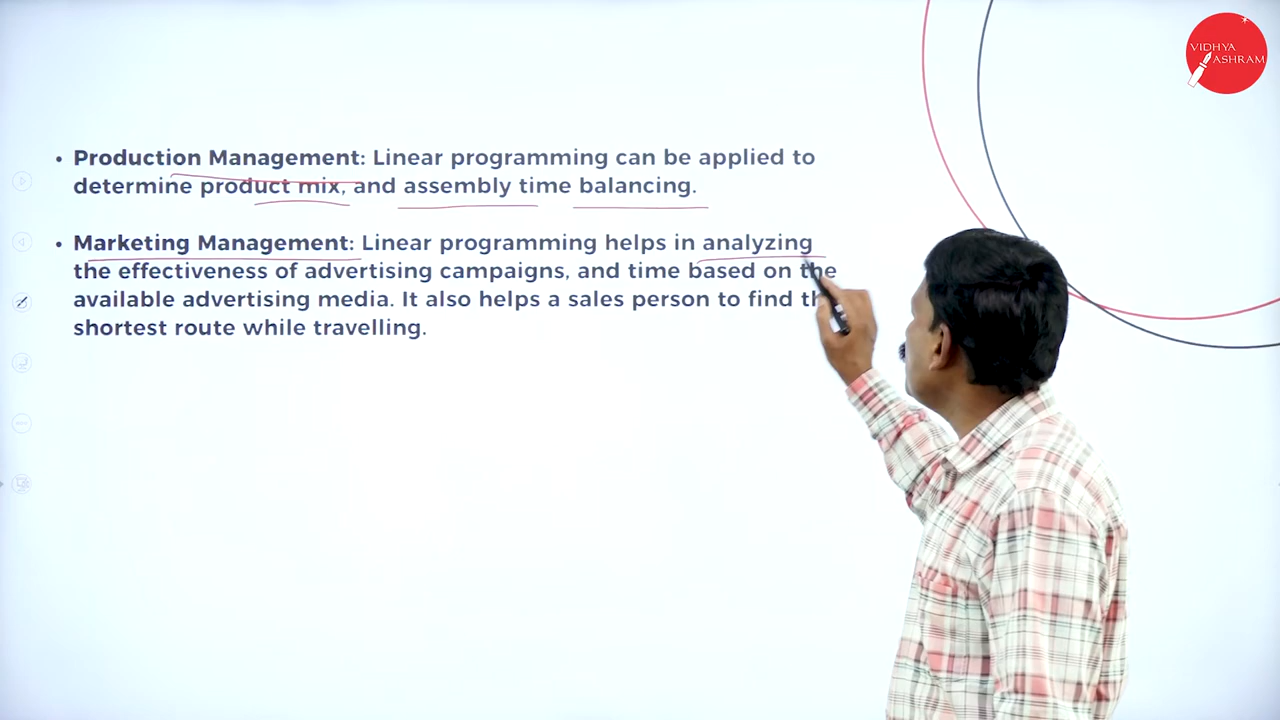 VIDHYA
ASHRAM
• Production Management: Linear programming can be applied to
determine product mix, and assembly time balancing.
• Marketing Management: Linear programming helps in analyzing
the effectiveness of advertising campaigns, and time based on the
available advertising media. It also helps a sales person to find th
shortest route while travelling.